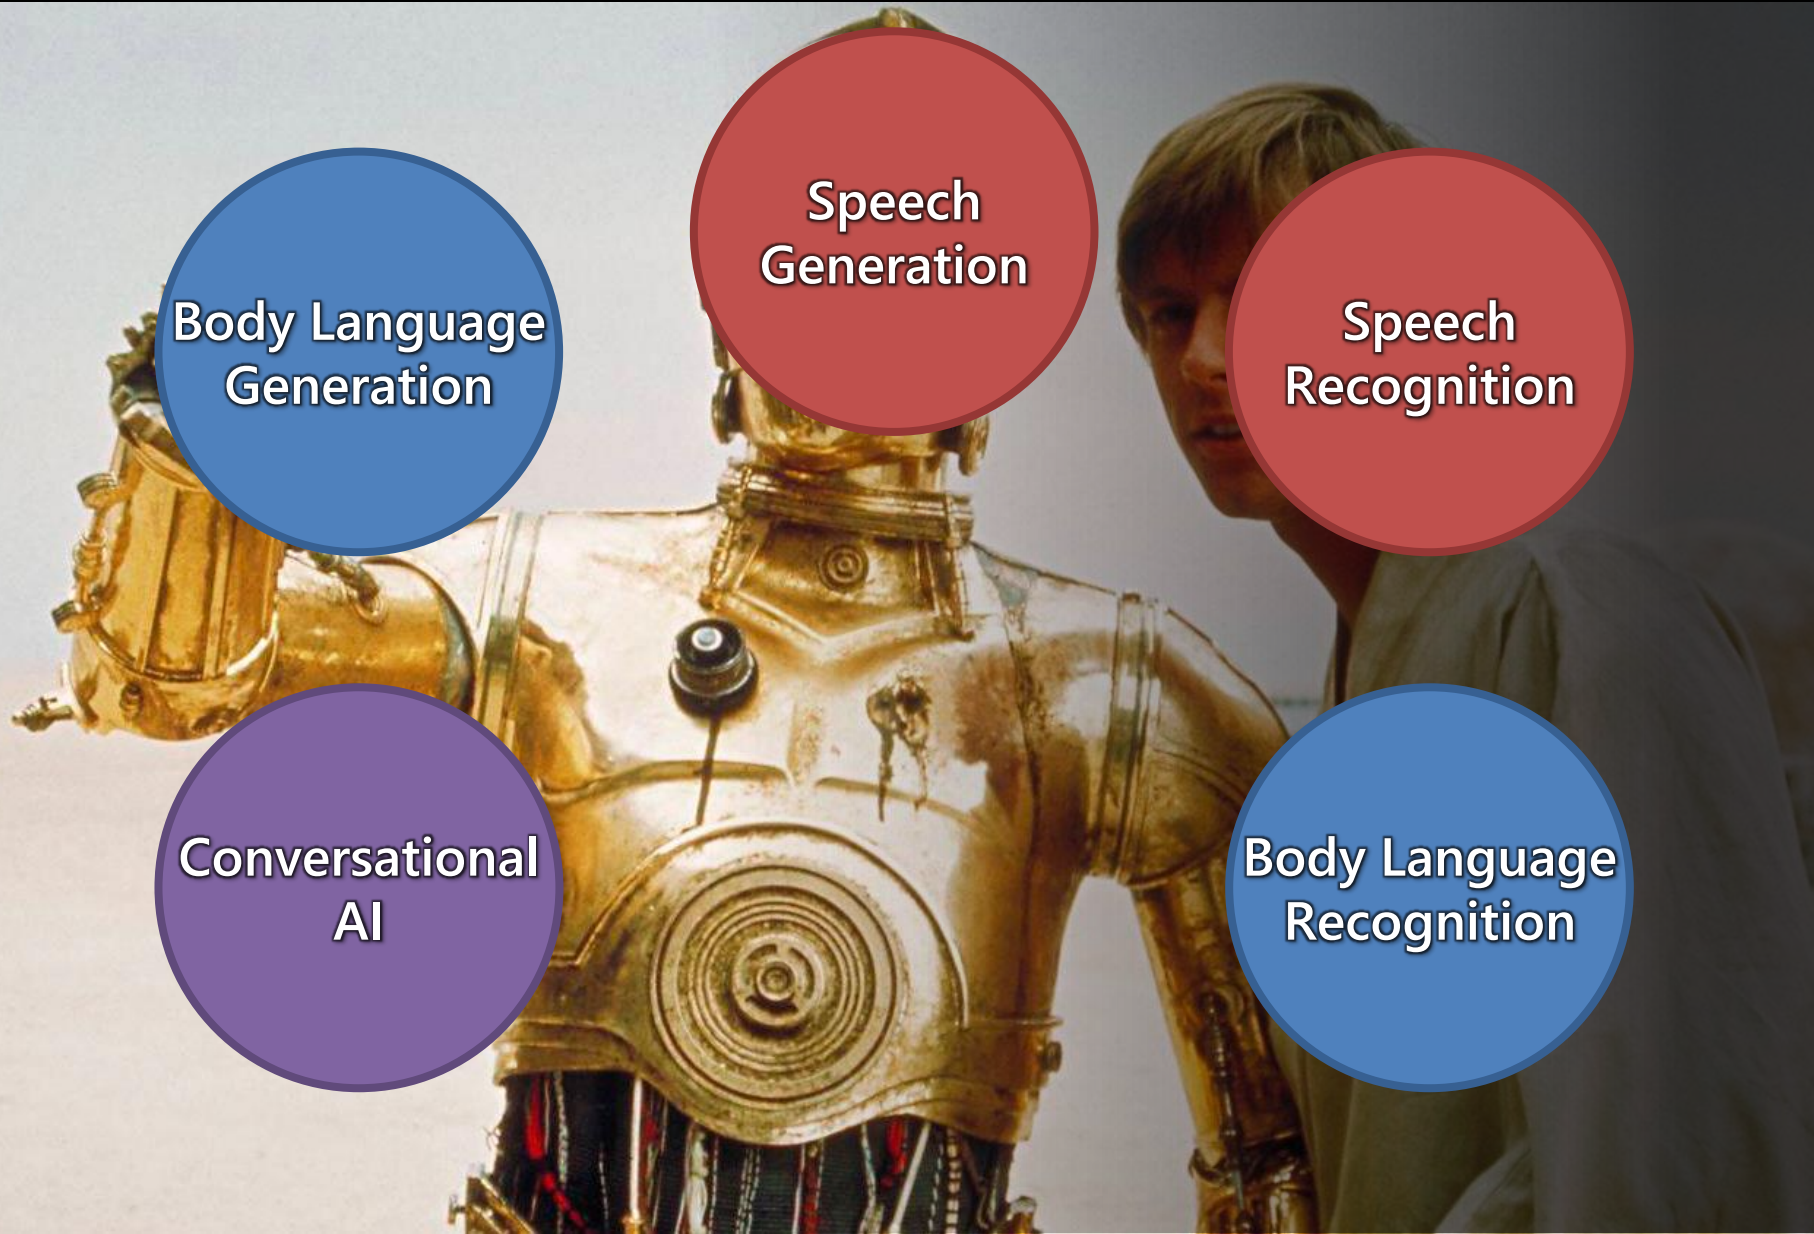 Speech
Generation
Body Language
Generation
Speech
Recognition
Conversational
AI
Body Language
Recognition